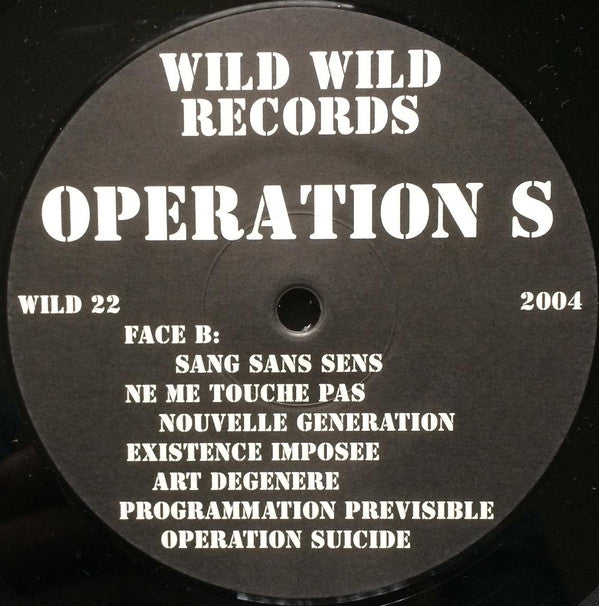 WILD WILD
RECORDS
OPERATION S
WILD 22
2004
FACE B:
SANG SANS SENS
NE ME TOUCHE PAS
NOUVELLE GENERATION
EXISTENCE IMPOSEE
ART DEGENERE
PROGRAMMATION PREVISIBLE
OPERATION SUICIDE